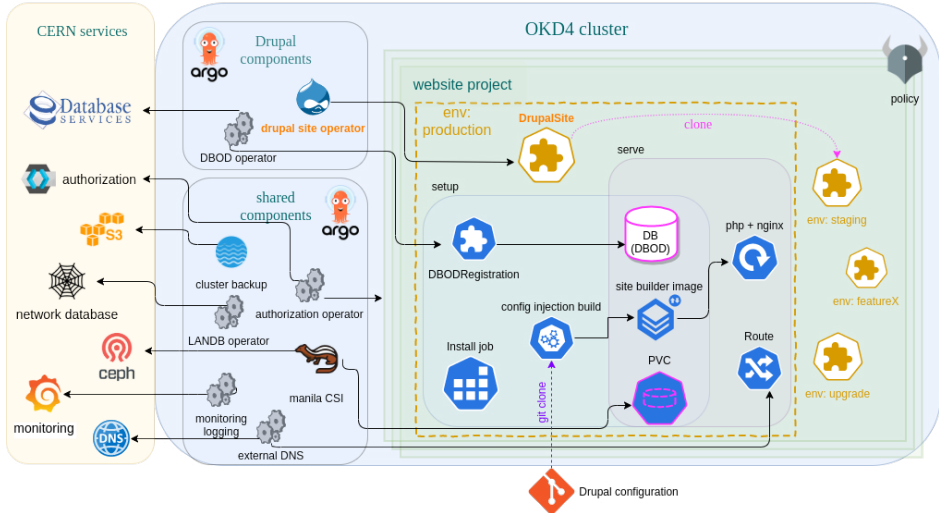 CERN services
OKD4 cluster
Drupal
components
argo
policy
website project
Database
SERVICES
drupal site operator
DBOD operator
env:
production
DrupalSite
clone
serve
authorization
setup
shared
components
argo
env: staging
S3
cluster backup
DBODRegistration
DB
(DBOD)
php + nginx
network database
authorization operator
site builder image
env: featureX
LANDB operator
config injection build
Install job
PVC
Route
ceph
manila CSI
env: upgrade
monitoring
monitoring
logging
git clone
DNS
external DNS
Drupal configuration